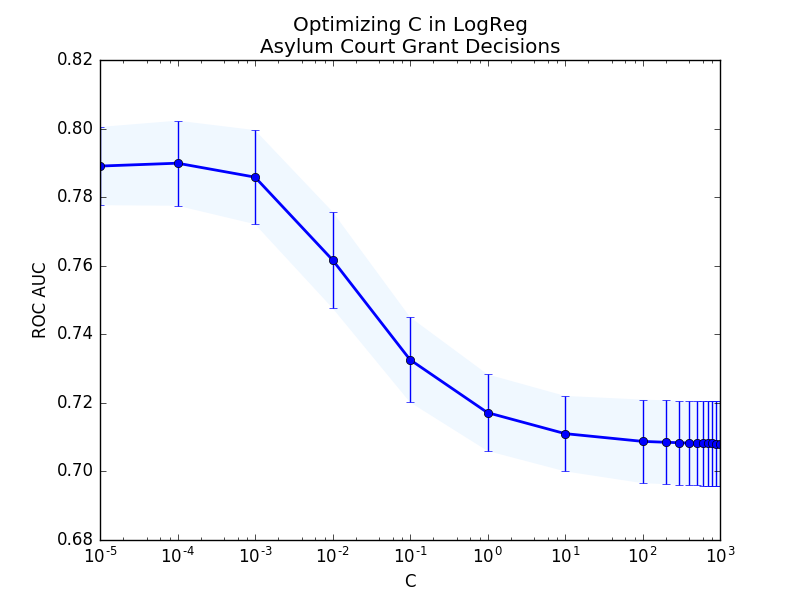 Optimizing C in LogReg
Asylum Court Grant Decisions
0.82
0.80
0.78
0.76
0.74
0.72
0.70
0.68
ROC AUC
10^-5 10^-4 10^-3 10^-2 10^-1 10^0 10^1 10^2 10^3
C